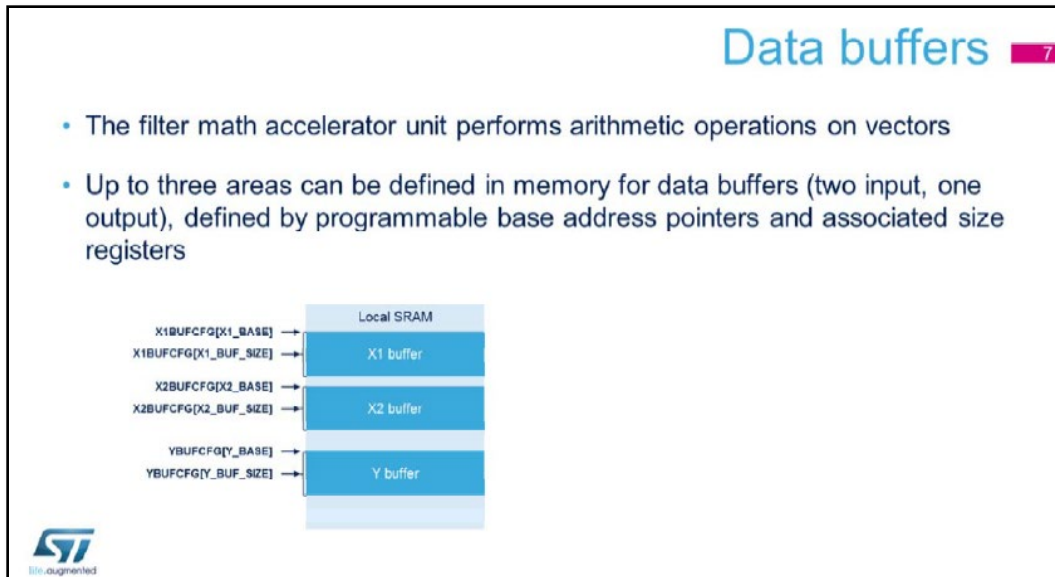 Data buffers
7
• The filter math accelerator unit performs arithmetic operations on vectors
• Up to three areas can be defined in memory for data buffers (two input, one
output), defined by programmable base address pointers and associated size
registers
Local SRAM
X1BUFCFG[X1_BASE]
X1BUFCFG[X1_BUF_SIZE]
X1 buffer
X2BUFCFG[X2_BASE]
X2BUFCFG[X2_BUF_SIZE]
X2 buffer
YBUFCFG[Y_BASE]
YBUFCFG[Y_BUF_SIZE]
Y buffer
ST
life.augmented